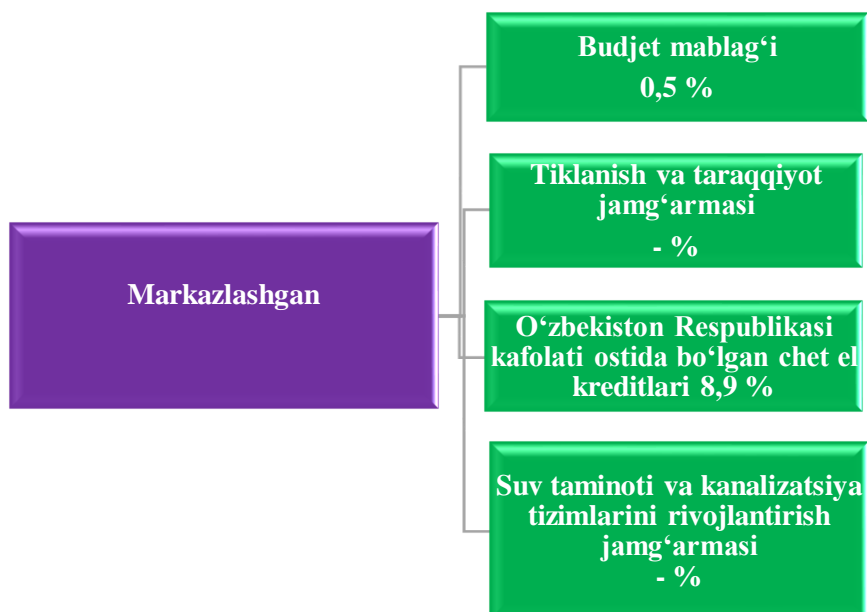 Budjet mablag‘i
0,5 %
Tiklanish va taraqqiyot
jamg‘armasi
- %
Markazlashgan
O‘zbekiston Respublikasi
kafolati ostida bo‘lgan chet el
kreditlari 8,9 %
Suv taminoti va kanalizatsiya
tizimlarini rivojlantirish
jamg‘armasi
- %